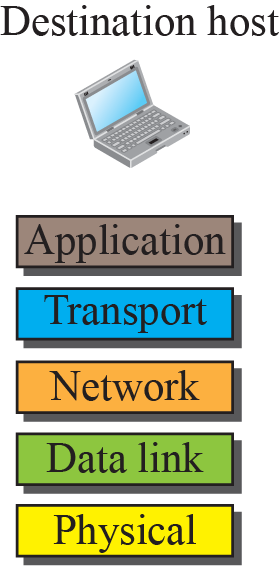 Destination host
Application
Transport
Network
Data link
Physical